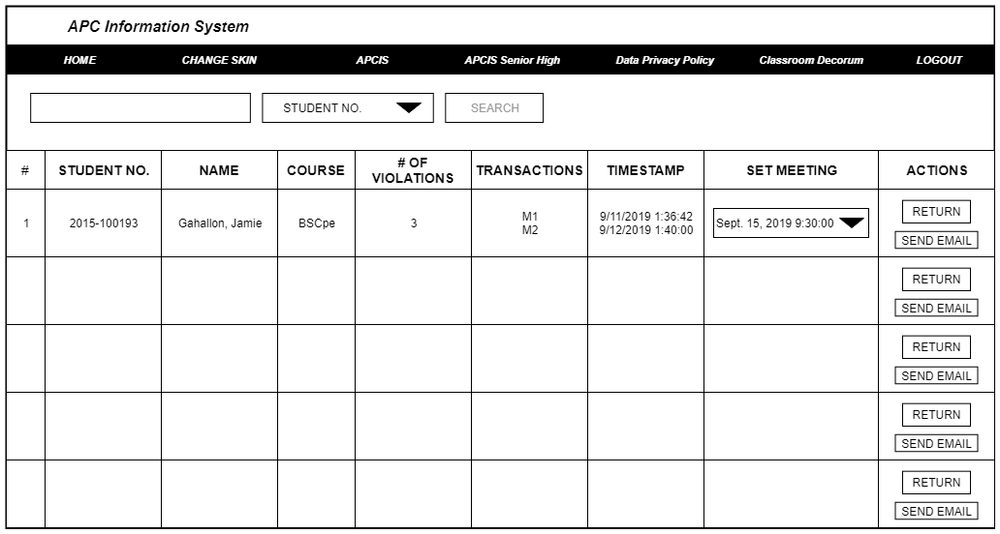 APC Information System
HOME CHANGE SKIN APCIS APCIS Senior High Data Privacy Policy Classroom Decorum LOGOUT
STUDENT NO. SEARCH
# STUDENT NO. NAME COURSE # OF VIOLATIONS TRANSACTIONS TIMESTAMP SET MEETING ACTIONS
1 2015-100193 Gahallon, Jamie BSCpe 3 M1 9/11/2019 1:36:42 Sept. 15, 2019 9:30:00 RETURN
M2 9/12/2019 1:40:00 SEND EMAIL
RETURN
SEND EMAIL
RETURN
SEND EMAIL
RETURN
SEND EMAIL
RETURN
SEND EMAIL